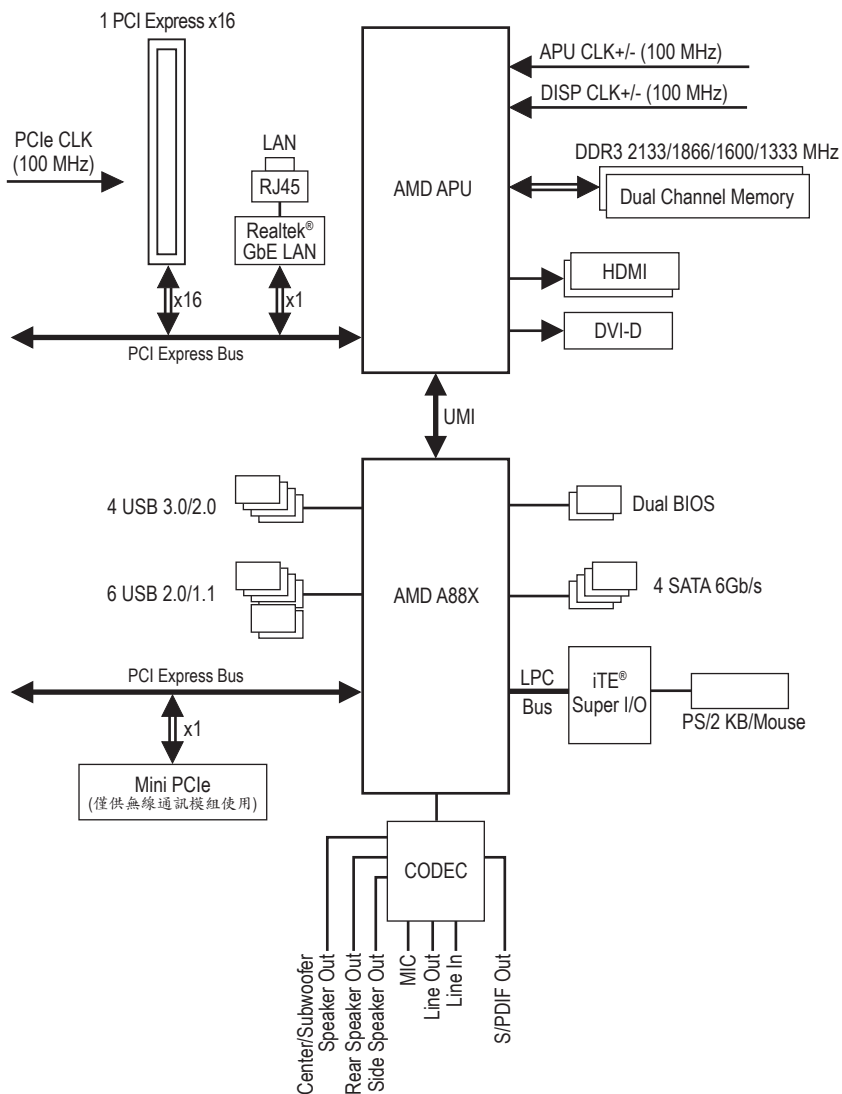 1 PCI Express x16
PCIe CLK
(100 MHz)
LAN
RJ45
Realtek®
GbE LAN
x16
x1
PCI Express Bus
AMD APU
APU CLK+/- (100 MHz)
DISP CLK+/- (100 MHz)
DDR3 2133/1866/1600/1333 MHz
Dual Channel Memory
HDMI
DVI-D
UMI
4 USB 3.0/2.0
6 USB 2.0/1.1
AMD A88X
Dual BIOS
4 SATA 6Gb/s
PCI Express Bus
x1
Mini PCIe
(僅供無線通訊模組使用)
LPC
Bus
iTE®
Super I/O
PS/2 KB/Mouse
CODEC
Center/Subwoofer
Speaker Out
Rear Speaker Out
Side Speaker Out
MIC
Line Out
Line In
S/PDIF Out